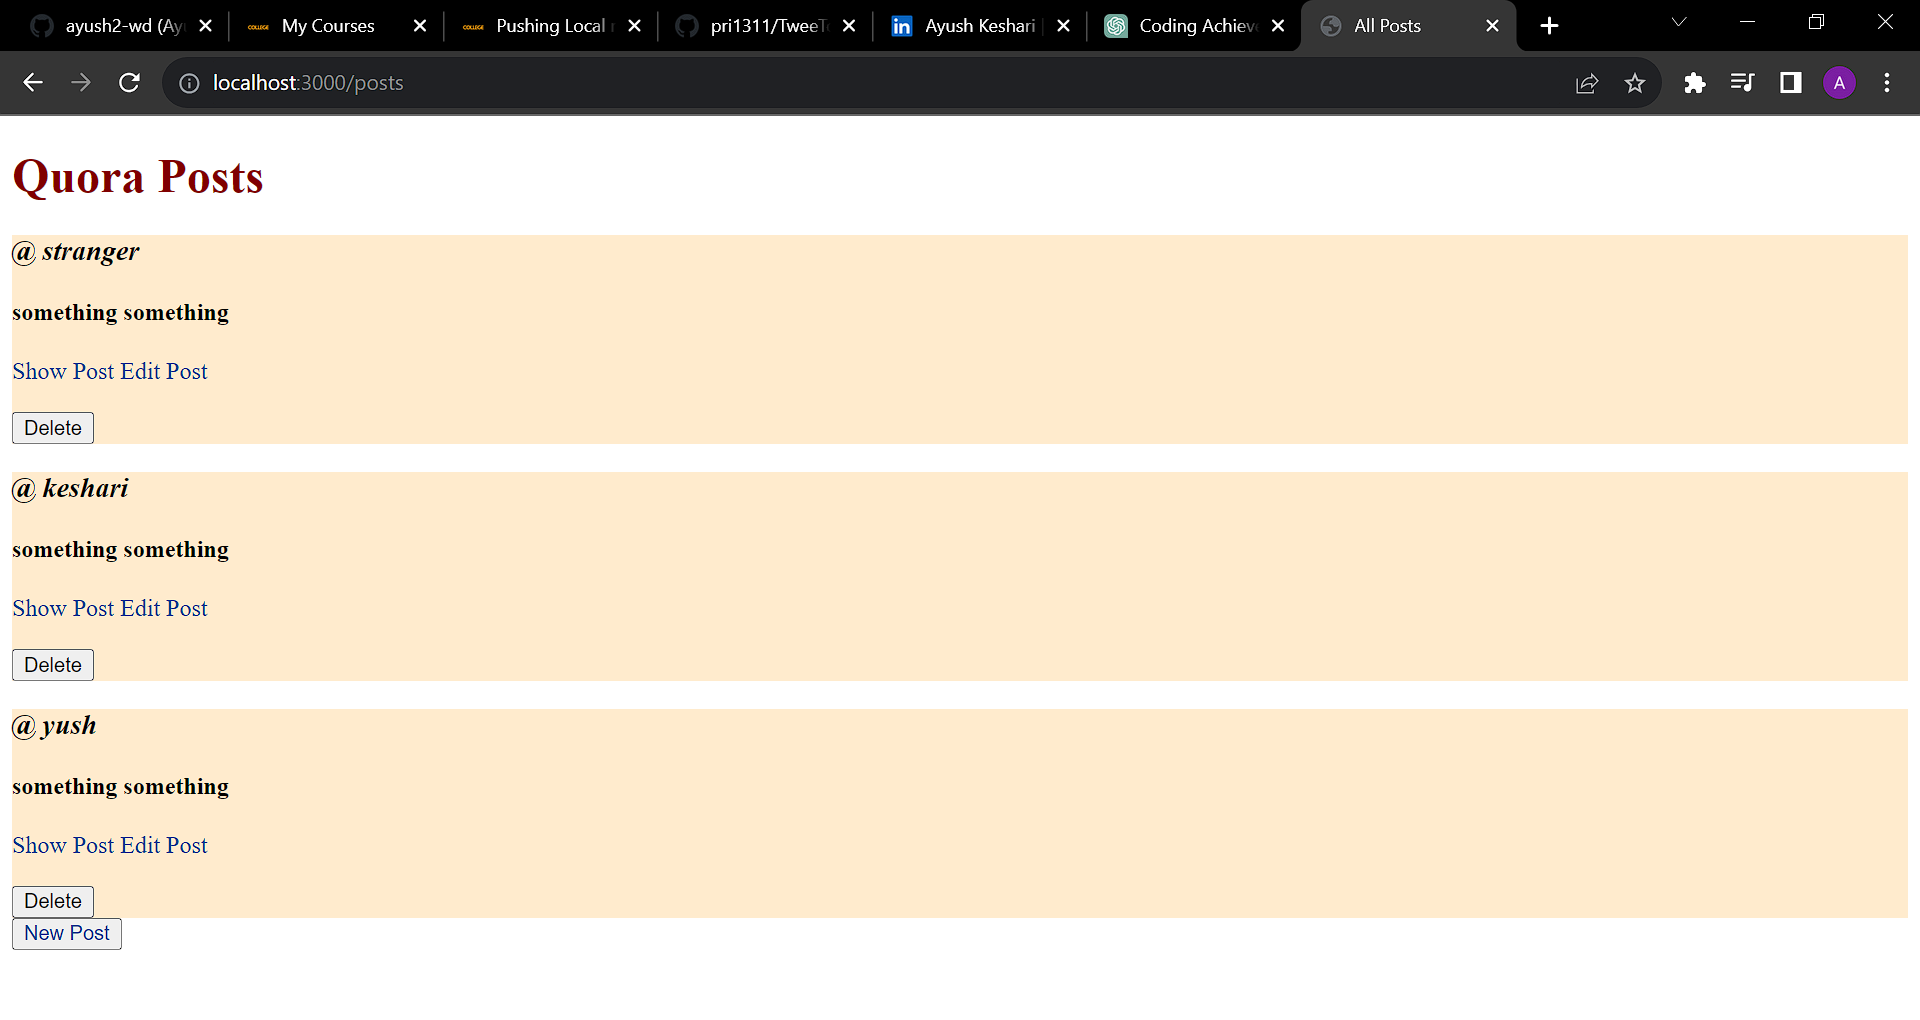 ayush2-wd (Ay
My Courses
Pushing Local
pri1311/TweeT
Ayush Keshari
Coding Achiev
All Posts
localhost:3000/posts
A
Quora Posts
@ stranger
something something
Show Post Edit Post
Delete
@ keshari
something something
Show Post Edit Post
Delete
@ yush
something something
Show Post Edit Post
Delete
New Post